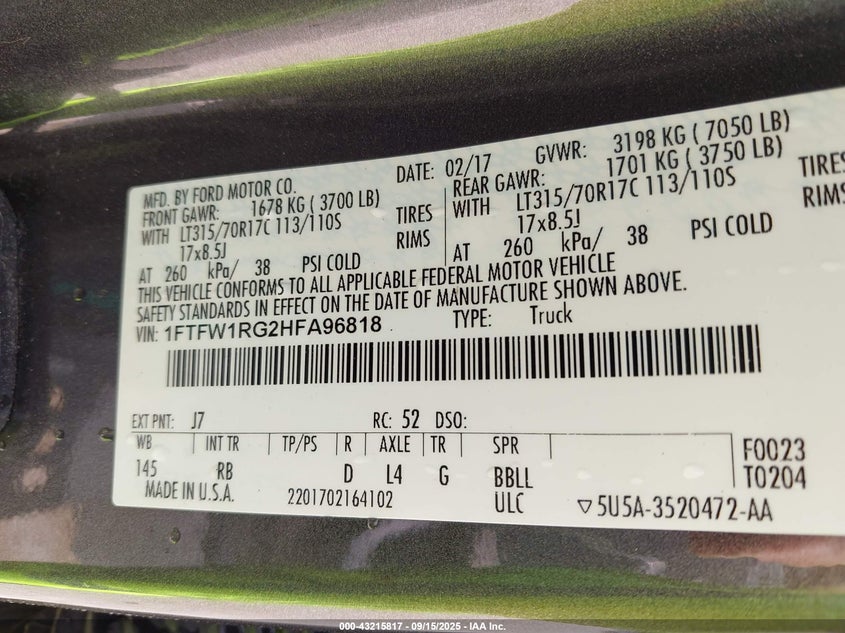 MFD. BY FORD MOTOR CO.
DATE: 02/17 GVWR: 3198 KG ( 7050 LB)
FRONT GAWR: 1678 KG ( 3700 LB)
WITH LT315/70R17C 113/110S TIRES
17x8.5J RIMS
AT 260 kPa/ 38 PSI COLD
REAR GAWR: 1701 KG ( 3750 LB)
WITH LT315/70R17C 113/110S TIRES
17x8.5J RIMS
AT 260 kPa/ 38 PSI COLD
THIS VEHICLE CONFORMS TO ALL APPLICABLE FEDERAL MOTOR VEHICLE
SAFETY STANDARDS IN EFFECT ON THE DATE OF MANUFACTURE SHOWN ABOVE.
VIN: 1FTFW1RG2HFA96818 TYPE: Truck
EXT PNT: J7 RC: 52 DSO:
WB INT TR TP/PS R AXLE TR SPR F0023
145 RB D L4 G BBLL T0204
MADE IN U.S.A. 2201702164102 ULC ▽5U5A-3520472-AA
000-43215817 - 09/15/2025 - IAA Inc.